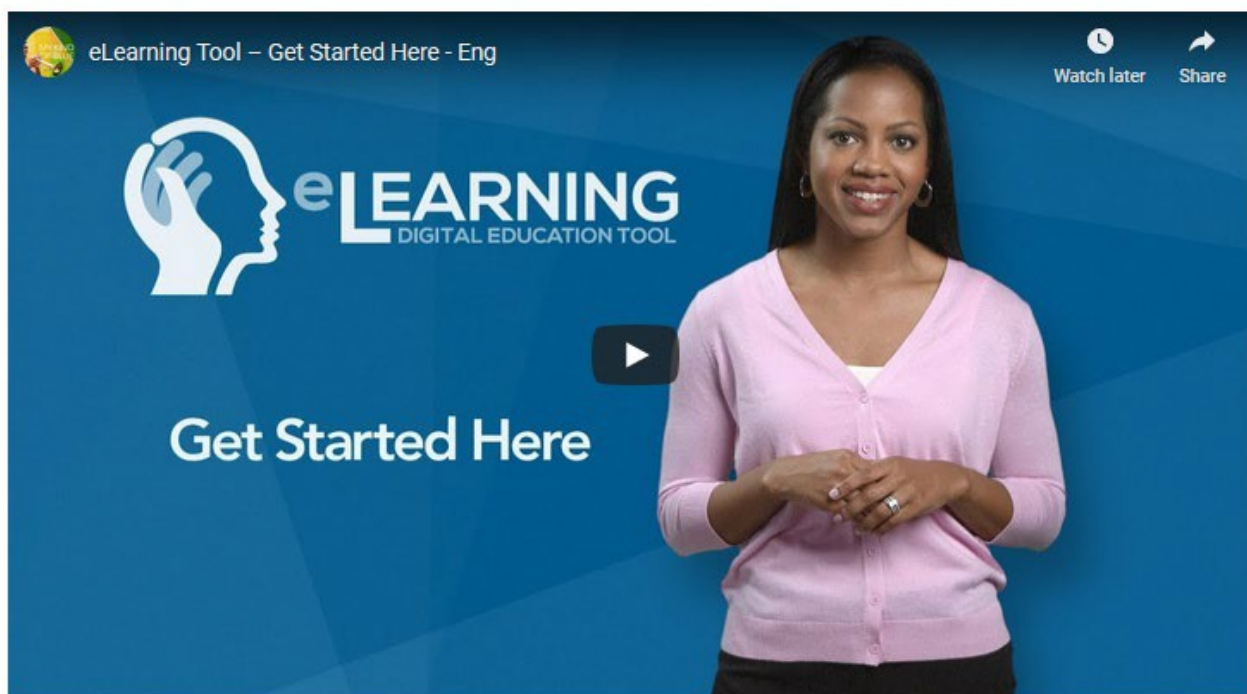 eLearning Tool – Get Started Here - Eng
Watch later
Share
eLEARNING
DIGITAL EDUCATION TOOL
Get Started Here